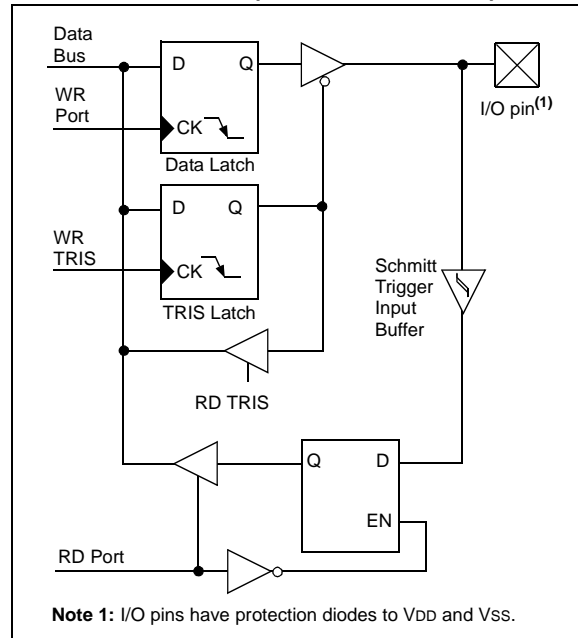 Data
Bus
D Q
WR
Port
CK
Data Latch
I/O pin(1)
D Q
WR
TRIS
CK
TRIS Latch
Schmitt
Trigger
Input
Buffer
RD TRIS
Q D
EN
RD Port
Note 1: I/O pins have protection diodes to VDD and VSS.